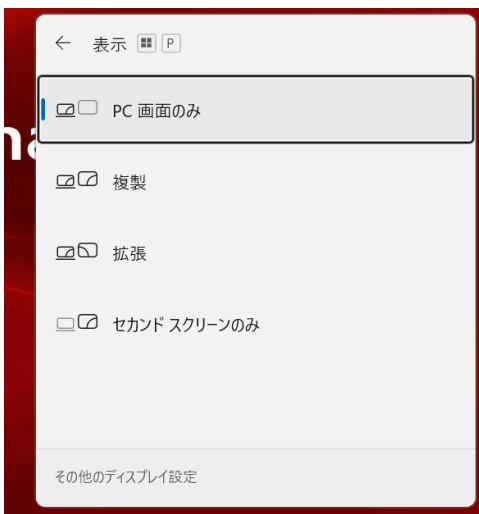 表示 P
PC 画面のみ
複製
拡張
セカンド スクリーンのみ
その他のディスプレイ設定